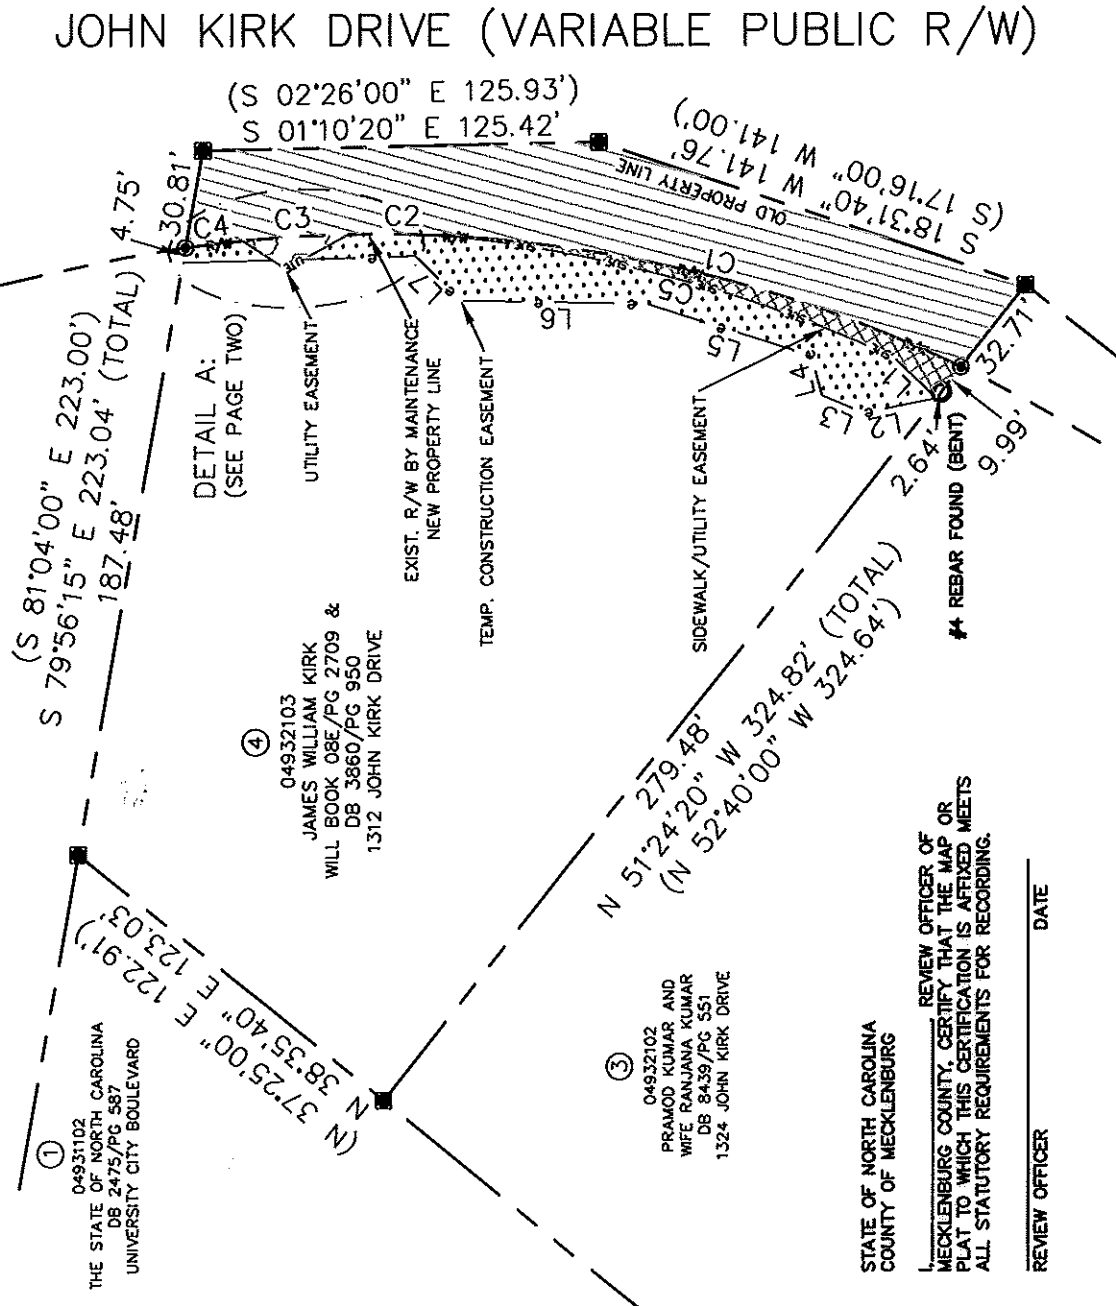 JOHN KIRK DRIVE (VARIABLE PUBLIC R/W)
(S 02°26'00" E 125.93')
S 01°10'20" E 125.42'
S 18°31'40" W 141.76'
(S 17°16'00" W 141.00')
OLD PROPERTY LINE
4.75'
30.81'
C4
C3
C2
C1
C5
L7
L6
L5
L4
L3
L2
L1
32.71'
9.99'
2.64'
#4 REBAR FOUND (BENT)
(S 81°04'00" E 223.00')
S 79°56'15" E 223.04' (TOTAL)
187.48'
DETAIL A:
(SEE PAGE TWO)
UTILITY EASEMENT
EXIST. R/W BY MAINTENANCE
NEW PROPERTY LINE
TEMP. CONSTRUCTION EASEMENT
SIDEWALK/UTILITY EASEMENT
4
04932103
JAMES WILLIAM KIRK
WILL BOOK 08E/PG 2709 &
DB 3860/PG 950
1312 JOHN KIRK DRIVE
279.48'
N 51°24'20" W 324.82' (TOTAL)
(N 52°40'00" W 324.64')
(N 37°25'00" E 122.91')
N 38°35'40" E 123.03'
1
04931102
THE STATE OF NORTH CAROLINA
DB 2475/PG 587
UNIVERSITY CITY BOULEVARD
3
04932102
PRAMOD KUMAR AND
WIFE RANJANA KUMAR
DB 8439/PG 551
1324 JOHN KIRK DRIVE
STATE OF NORTH CAROLINA
COUNTY OF MECKLENBURG
I, REVIEW OFFICER OF
MECKLENBURG COUNTY, CERTIFY THAT THE MAP OR
PLAT TO WHICH THIS CERTIFICATION IS AFFIXED MEETS
ALL STATUTORY REQUIREMENTS FOR RECORDING.
REVIEW OFFICER DATE